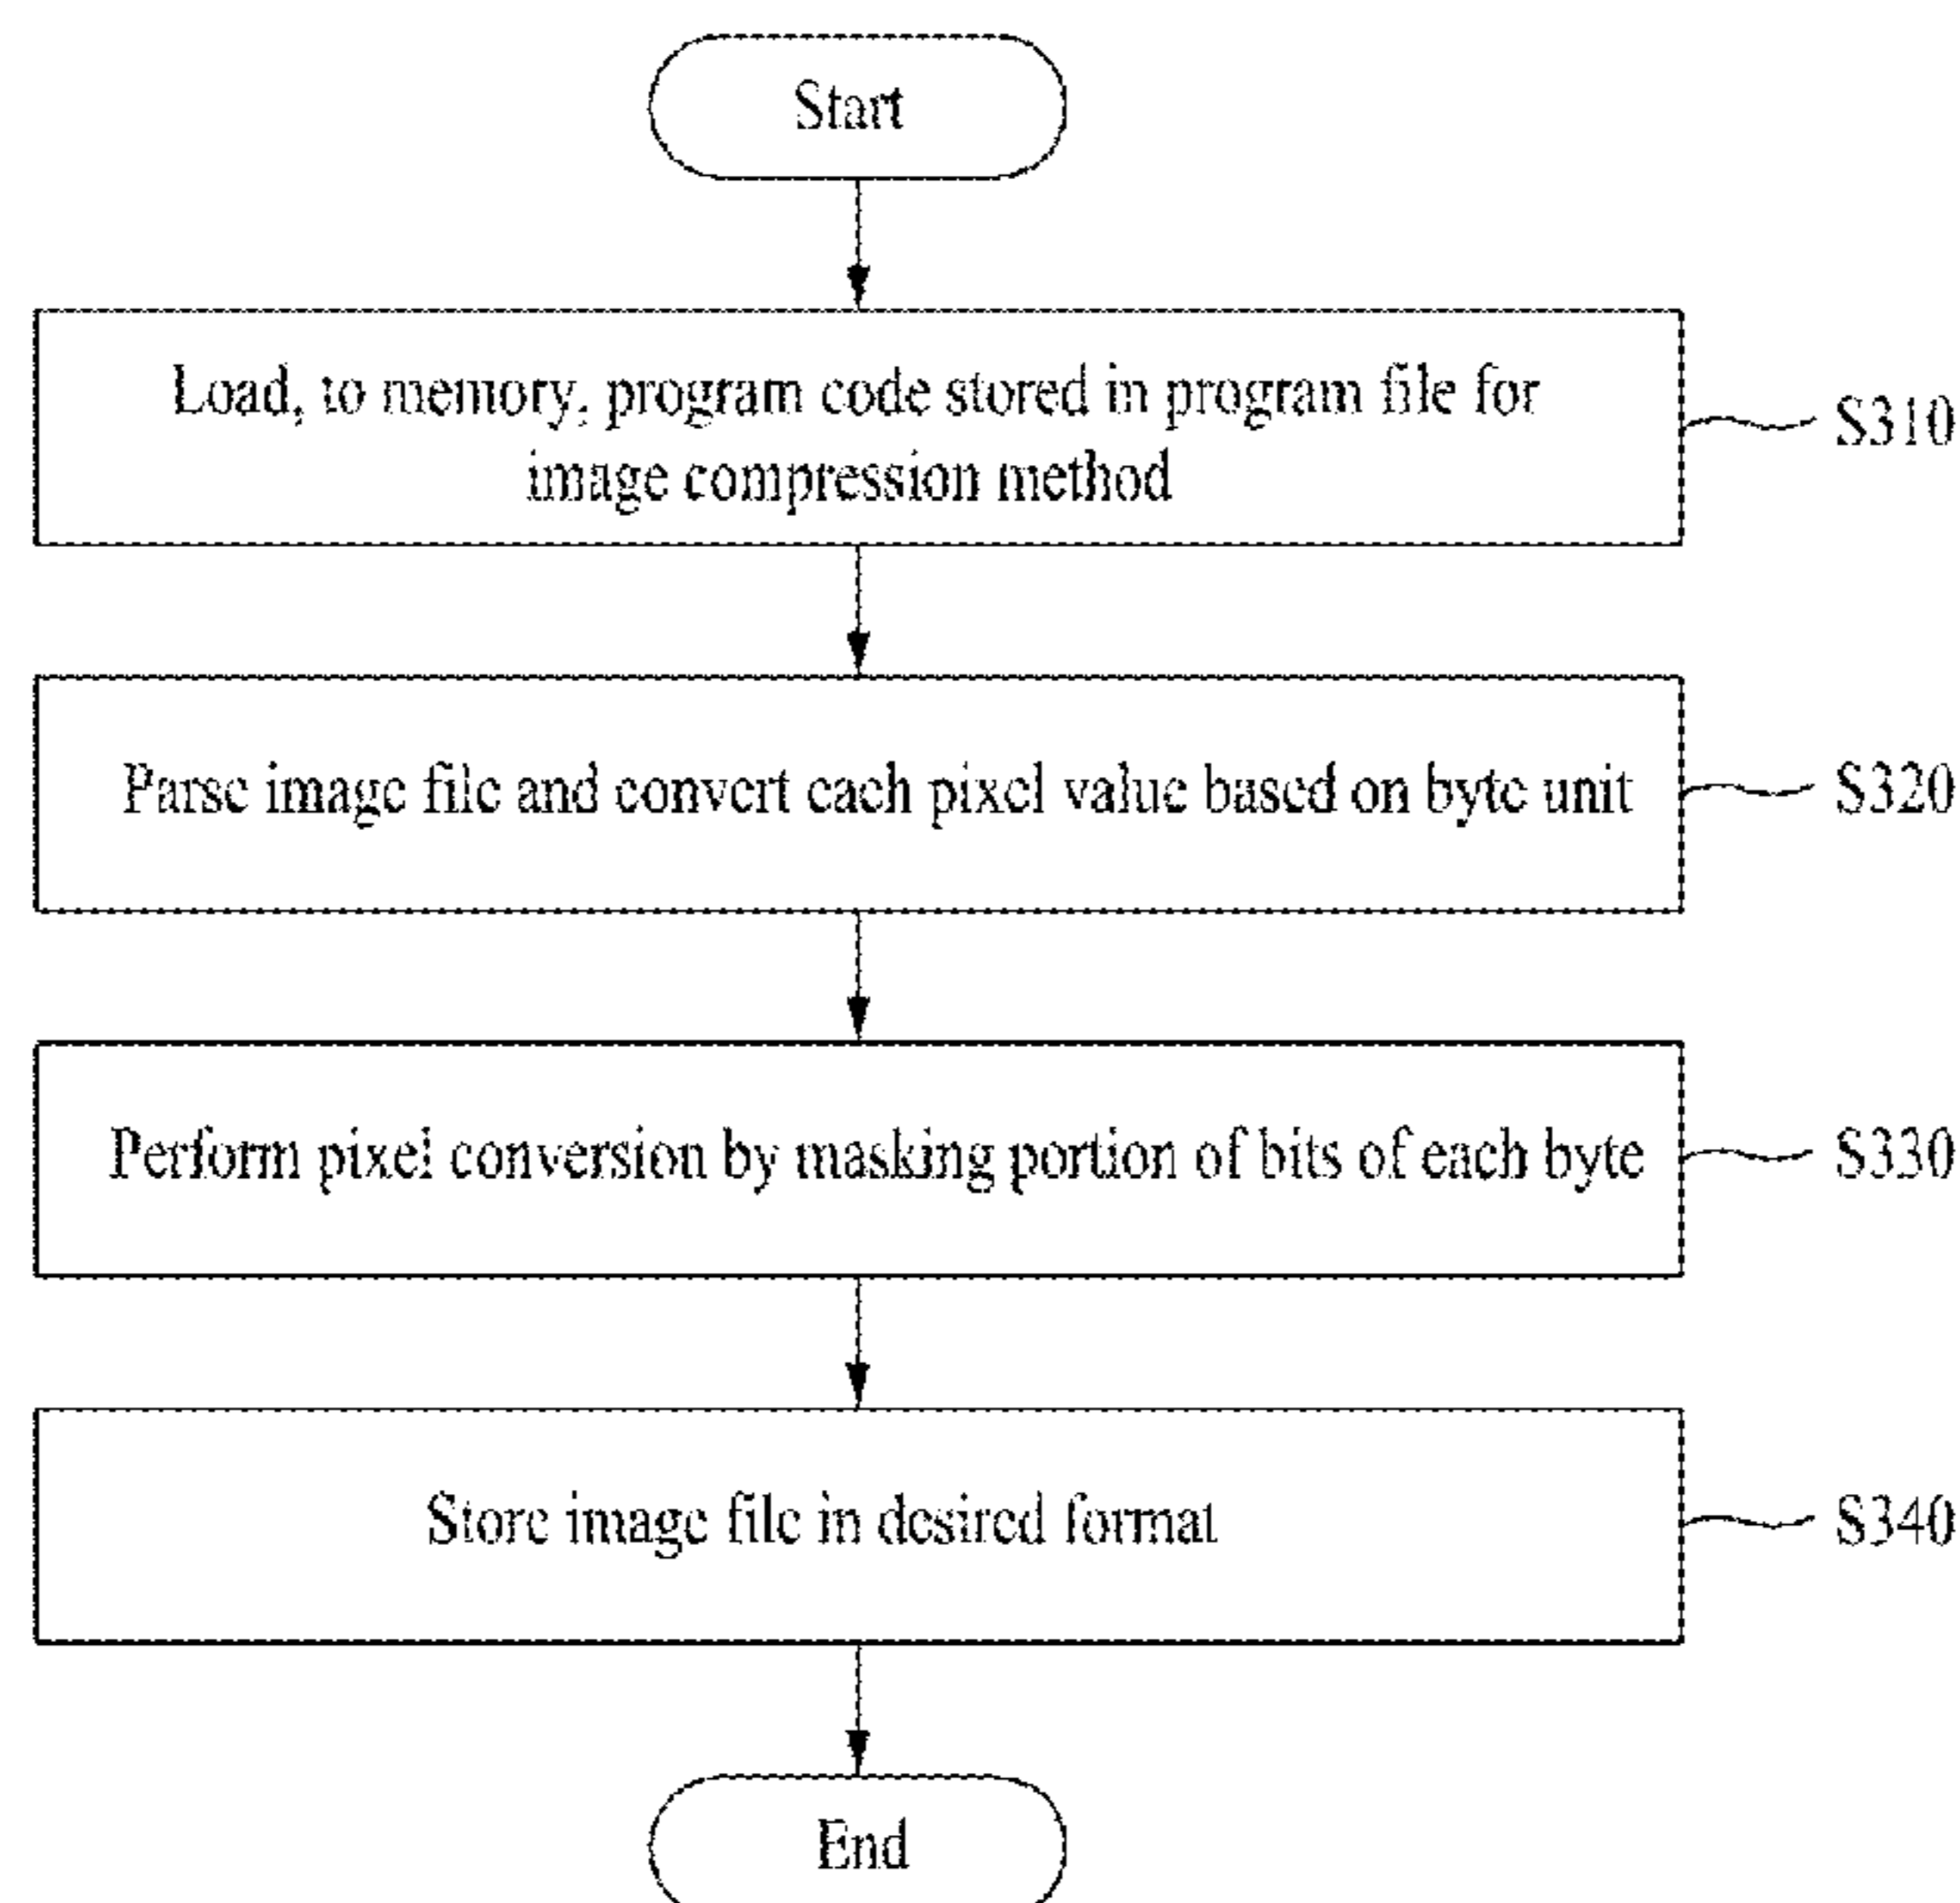 Start
Load, to memory, program code stored in program file for
image compression method
S310
Parse image file and convert each pixel value based on byte unit
S320
Perform pixel conversion by masking portion of bits of each byte
S330
Store image file in desired format
S340
End